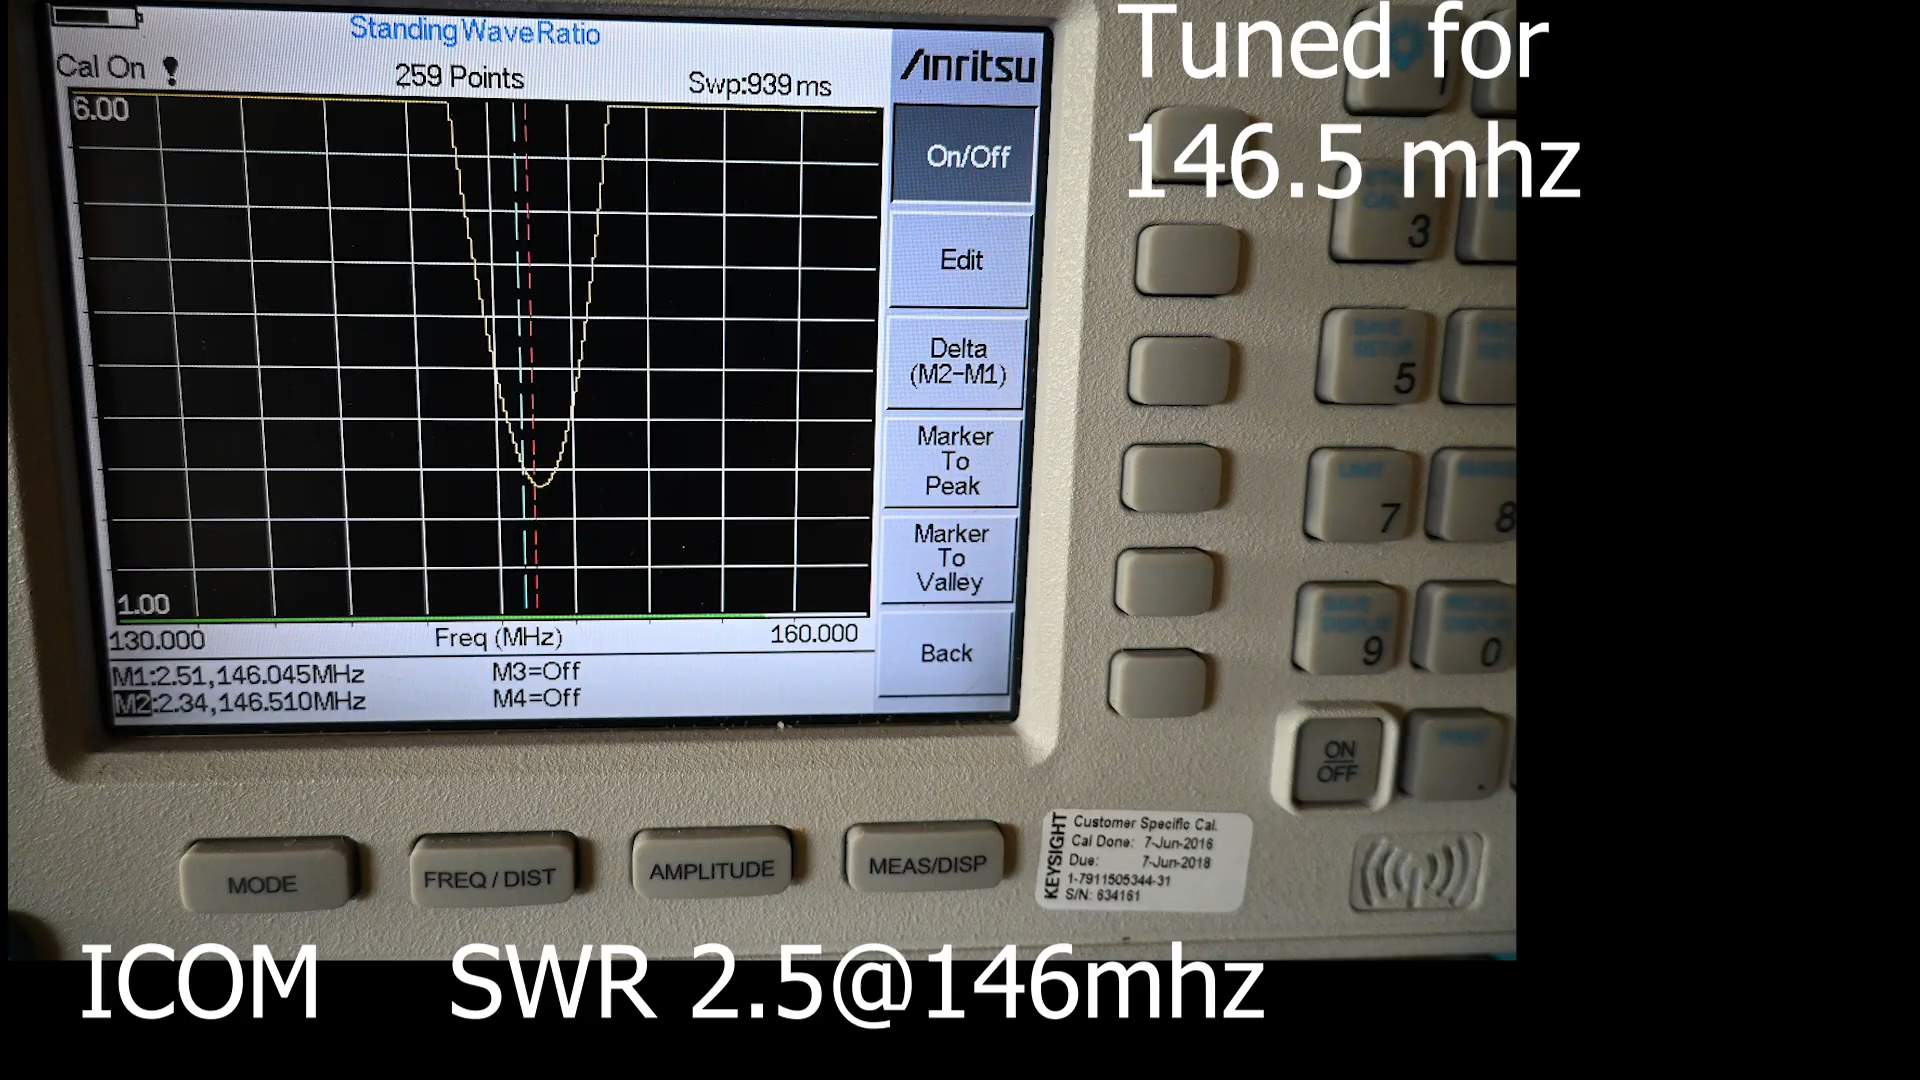 Standing Wave Ratio
Cal On
259 Points
Swp:939 ms
Anritsu
6.00
On/Off
Edit
Delta
(M2-M1)
Marker
To
Peak
Marker
To
Valley
Back
1.00
130.000
Freq (MHz)
160.000
M1:2.51,146.045MHz
M3=Off
M2:2.34,146.510MHz
M4=Off
Tuned for
146.5 mhz
1
3
5
7
8
9
0
ON
OFF
.
MODE
FREQ / DIST
AMPLITUDE
MEAS/DISP
KEYSIGHT
Customer Specific Cal.
Cal Done: 7-Jun-2016
Due: 7-Jun-2018
1-7911505344-31
S/N: 634161
ICOM SWR 2.5@146mhz